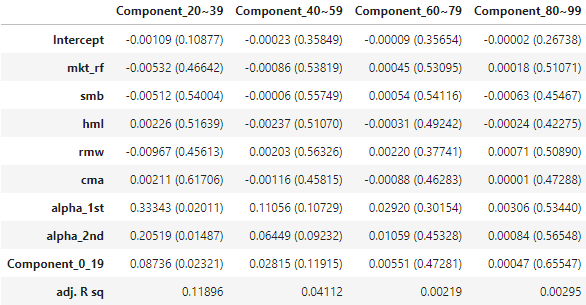 Component_20~39 Component_40~59 Component_60~79 Component_80~99
Intercept -0.00109 (0.10877) -0.00023 (0.35849) -0.00009 (0.35654) -0.00002 (0.26738)
mkt_rf -0.00532 (0.46642) -0.00086 (0.53819) 0.00045 (0.53095) 0.00018 (0.51071)
smb -0.00512 (0.54004) -0.00006 (0.55749) 0.00054 (0.54116) -0.00063 (0.45467)
hml 0.00226 (0.51639) -0.00237 (0.51070) -0.00031 (0.49242) -0.00024 (0.42275)
rmw -0.00967 (0.45613) 0.00203 (0.56326) 0.00220 (0.37741) 0.00071 (0.50890)
cma 0.00211 (0.61706) -0.00116 (0.45815) -0.00088 (0.46283) 0.00001 (0.47288)
alpha_1st 0.33343 (0.02011) 0.11056 (0.10729) 0.02920 (0.30154) 0.00306 (0.53440)
alpha_2nd 0.20519 (0.01487) 0.06449 (0.09232) 0.01059 (0.45328) 0.00084 (0.56548)
Component_0_19 0.08736 (0.02321) 0.02815 (0.11915) 0.00551 (0.47281) 0.00047 (0.65547)
adj. R sq 0.11896 0.04112 0.00219 0.00295